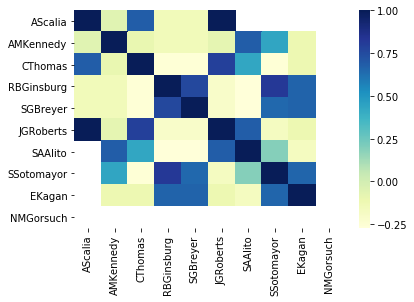 AScalia
AMKennedy
CThomas
RBGinsburg
SGBreyer
JGRoberts
SAAlito
SSotomayor
EKagan
NMGorsuch
AScalia
AMKennedy
CThomas
RBGinsburg
SGBreyer
JGRoberts
SAAlito
SSotomayor
EKagan
NMGorsuch
1.00
0.75
0.50
0.25
0.00
−0.25